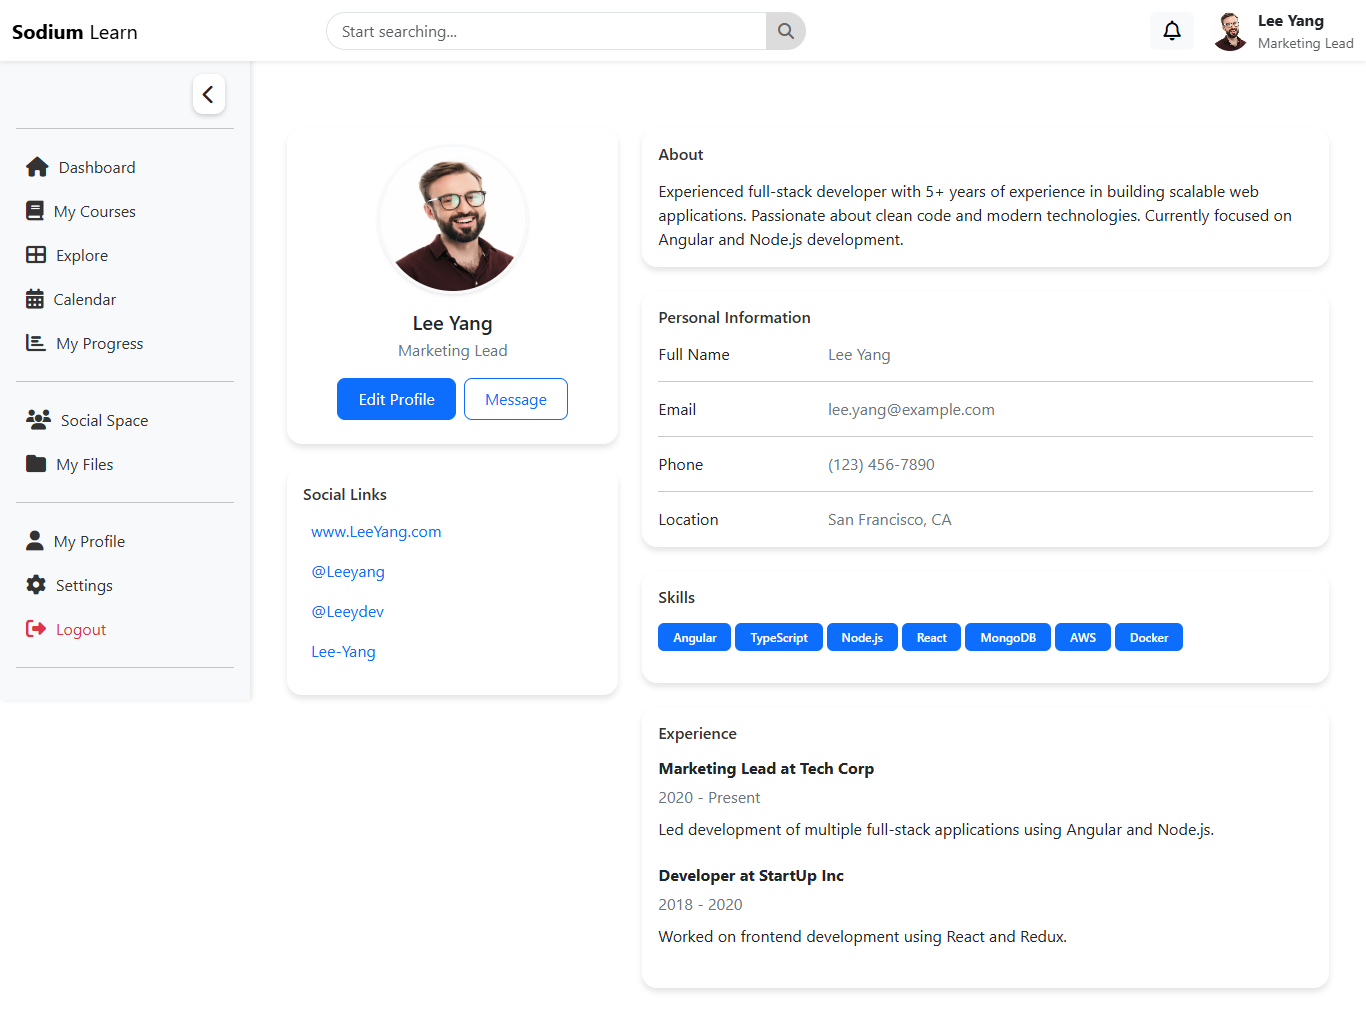 Sodium Learn
Start searching...
Lee Yang
Marketing Lead
Dashboard
My Courses
Explore
Calendar
My Progress
Social Space
My Files
My Profile
Settings
Logout
Lee Yang
Marketing Lead
Edit Profile
Message
Social Links
www.LeeYang.com
@Leeyang
@Leeydev
Lee-Yang
About
Experienced full-stack developer with 5+ years of experience in building scalable web
applications. Passionate about clean code and modern technologies. Currently focused on
Angular and Node.js development.
Personal Information
Full Name Lee Yang
Email lee.yang@example.com
Phone (123) 456-7890
Location San Francisco, CA
Skills
Angular TypeScript Node.js React MongoDB AWS Docker
Experience
Marketing Lead at Tech Corp
2020 - Present
Led development of multiple full-stack applications using Angular and Node.js.
Developer at StartUp Inc
2018 - 2020
Worked on frontend development using React and Redux.